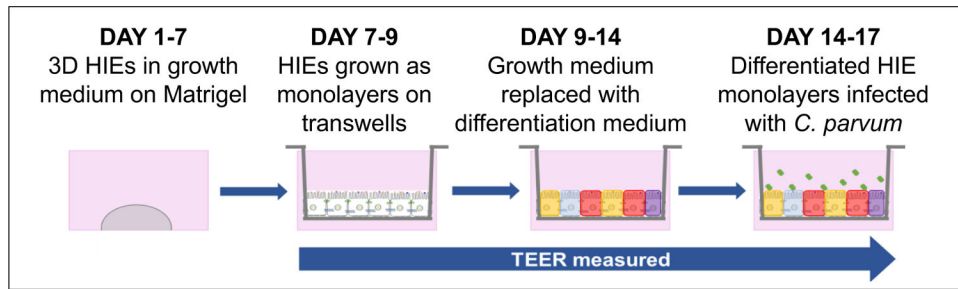 DAY 1-7
3D HIEs in growth
medium on Matrigel
DAY 7-9
HIEs grown as
monolayers on
transwells
DAY 9-14
Growth medium
replaced with
differentiation medium
DAY 14-17
Differentiated HIE
monolayers infected
with C. parvum
TEER measured